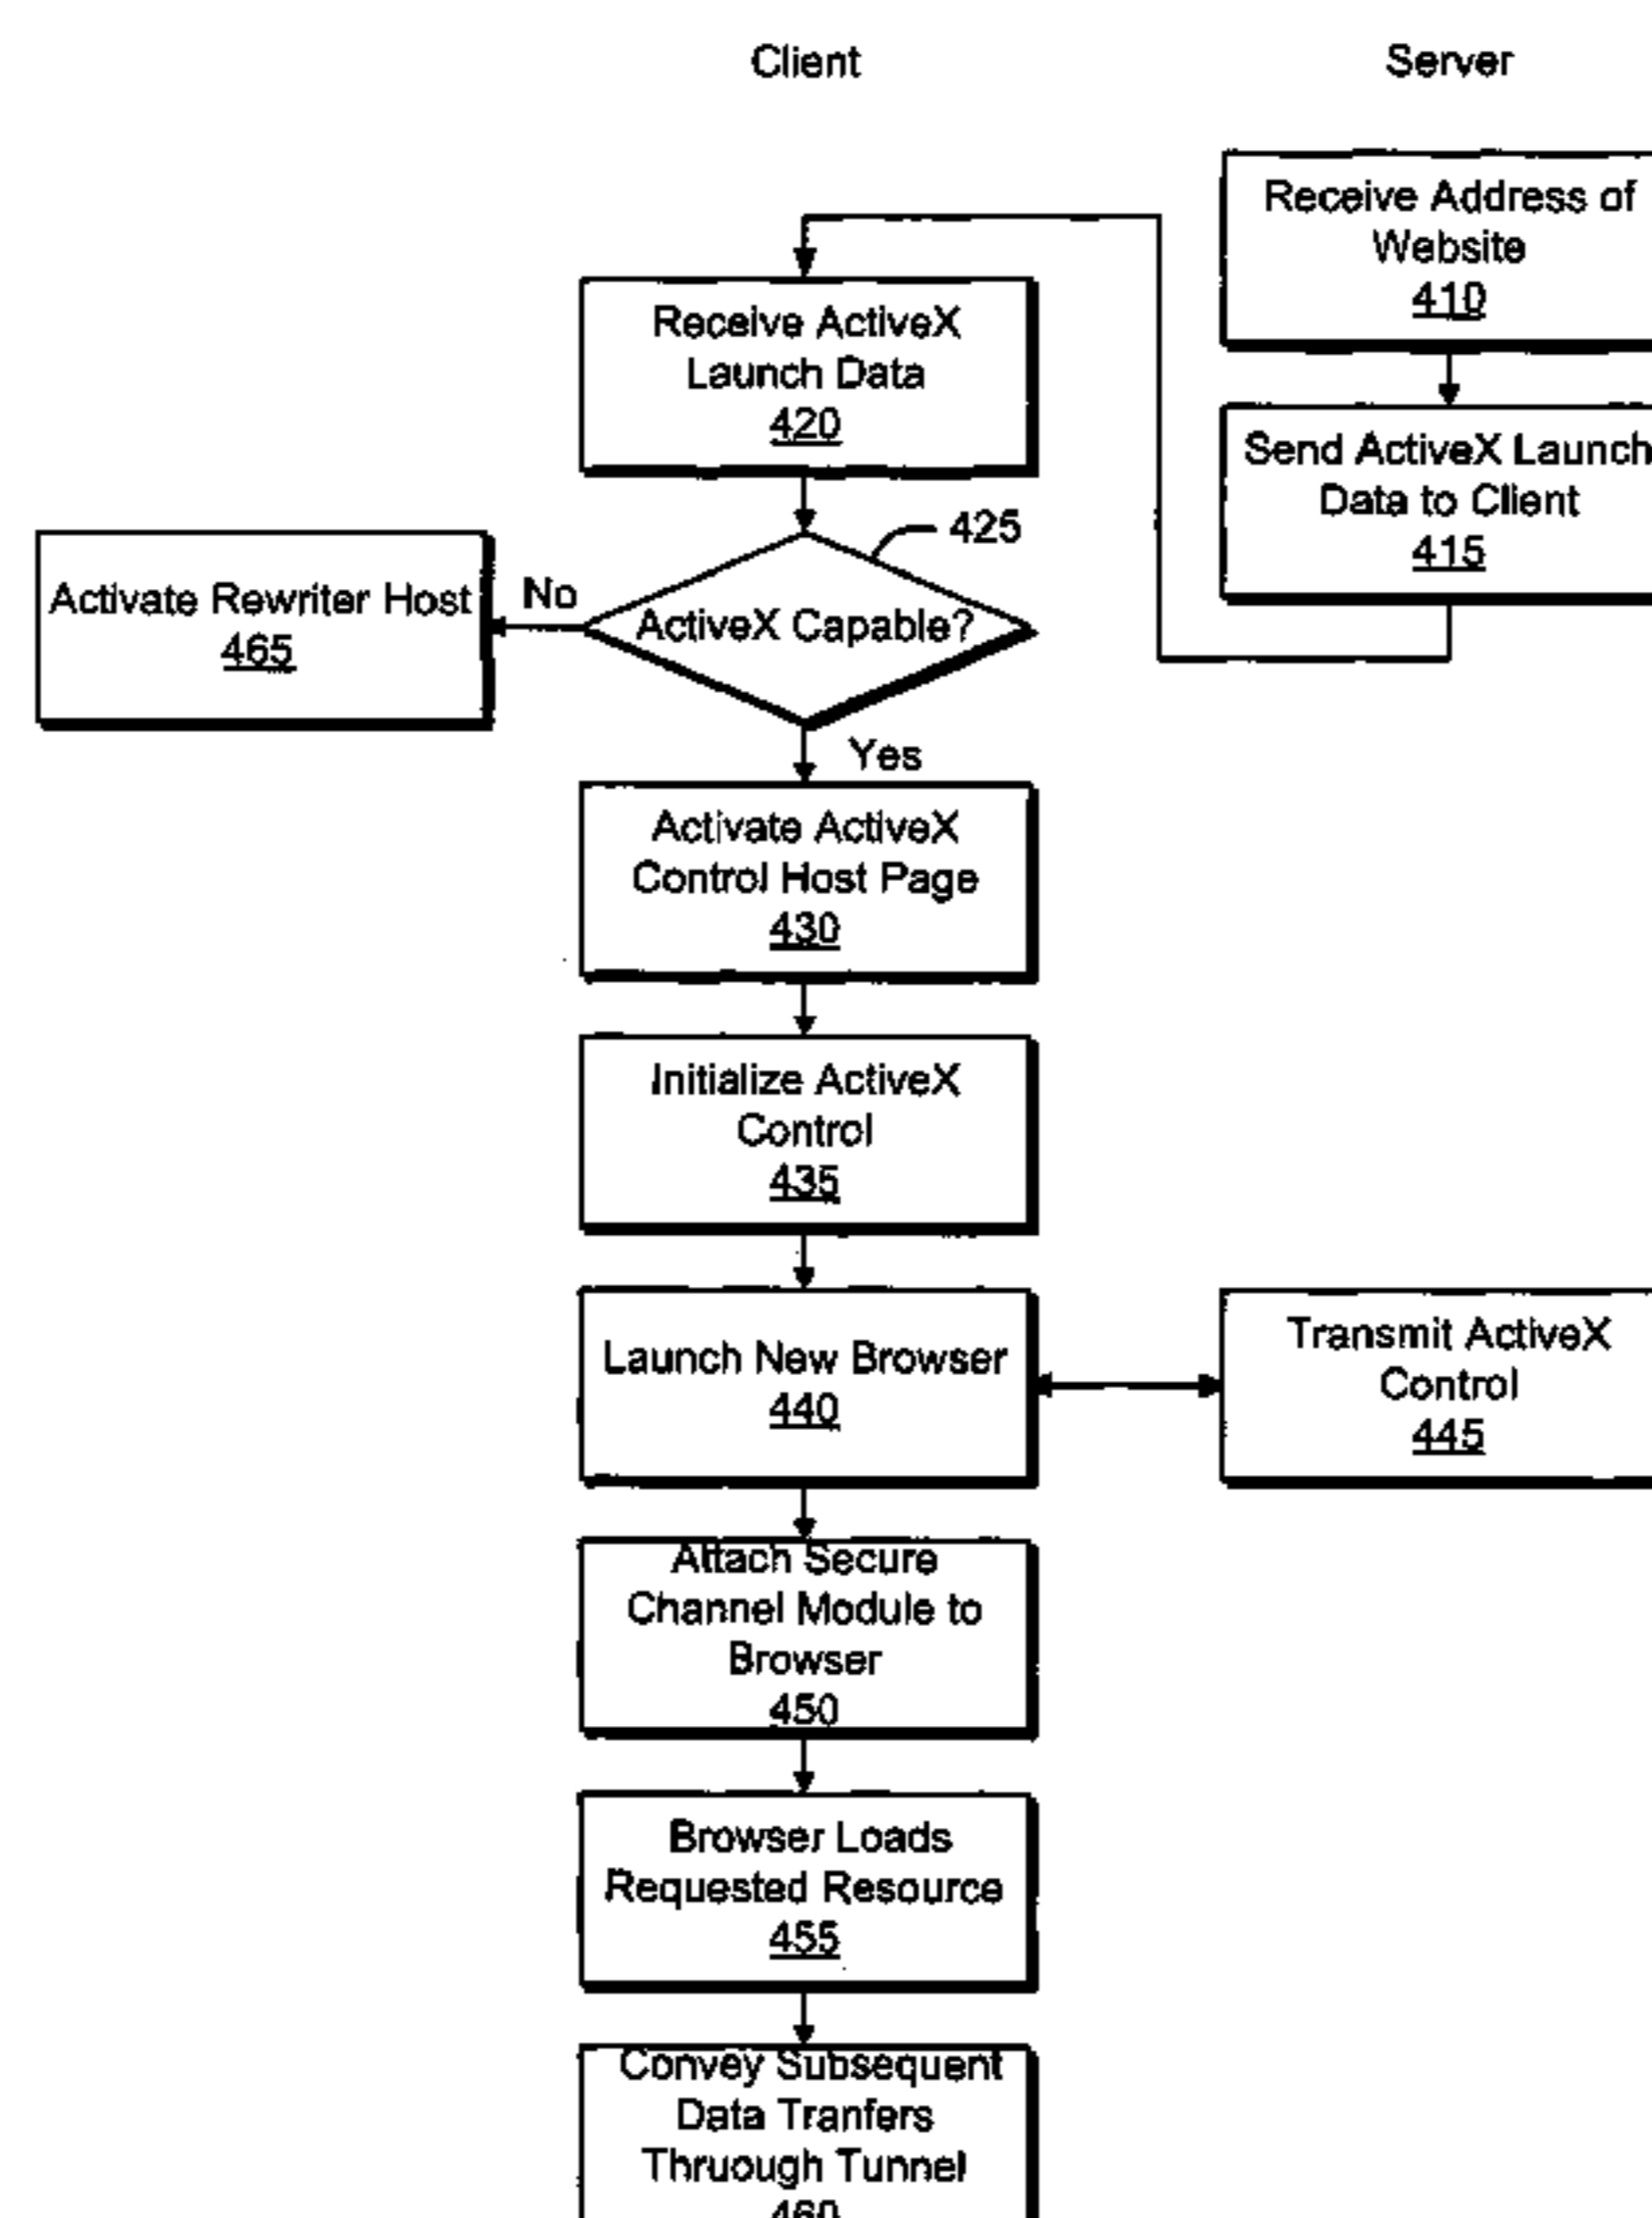 Client
Server
Receive Address of
Website
410
Receive ActiveX
Launch Data
420
Send ActiveX Launch
Data to Client
415
425
Activate Rewriter Host
465
No
ActiveX Capable?
Yes
Activate ActiveX
Control Host Page
430
Initialize ActiveX
Control
435
Launch New Browser
440
Transmit ActiveX
Control
445
Attach Secure
Channel Module to
Browser
450
Browser Loads
Requested Resource
455
Convey Subsequent
Data Tranfers
Thruough Tunnel
460